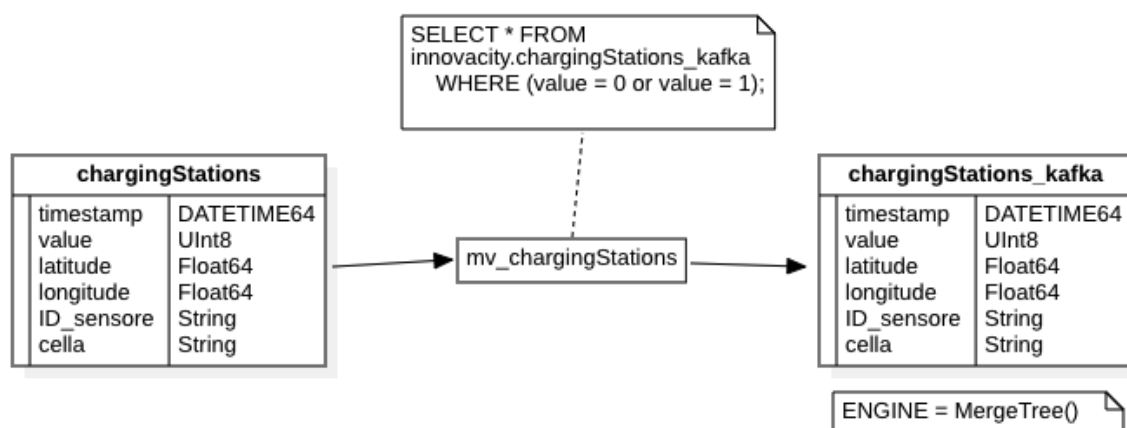 SELECT * FROM
innovacity.chargingStations_kafka
WHERE (value = 0 or value = 1);
chargingStations
timestamp DATETIME64
value UInt8
latitude Float64
longitude Float64
ID_sensore String
cella String
mv_chargingStations
chargingStations_kafka
timestamp DATETIME64
value UInt8
latitude Float64
longitude Float64
ID_sensore String
cella String
ENGINE = MergeTree()